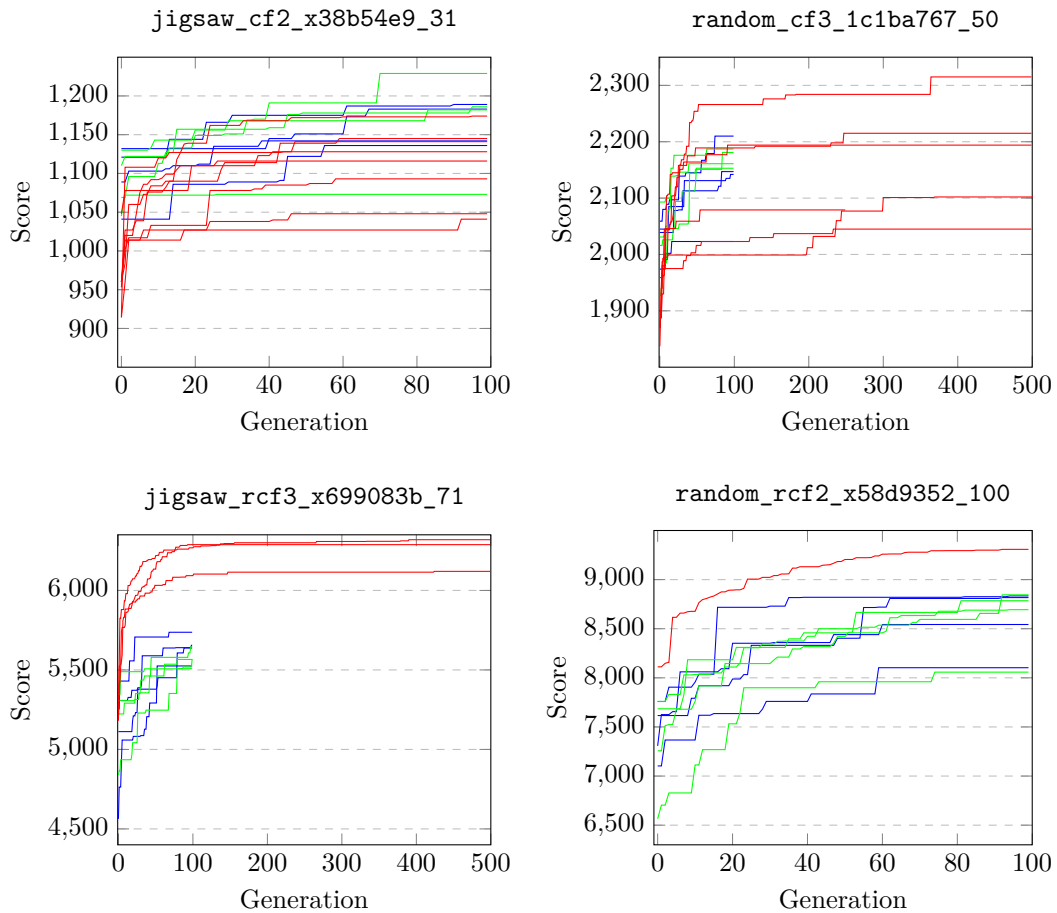 jigsaw_cf2_x38b54e9_31
1,200
1,150
1,100
1,050
1,000
950
900
Score
0 20 40 60 80 100
Generation
random_cf3_1c1ba767_50
2,300
2,200
2,100
2,000
1,900
Score
0 100 200 300 400 500
Generation
jigsaw_rcf3_x699083b_71
6,000
5,500
5,000
4,500
Score
0 100 200 300 400 500
Generation
random_rcf2_x58d9352_100
9,000
8,500
8,000
7,500
7,000
6,500
Score
0 20 40 60 80 100
Generation